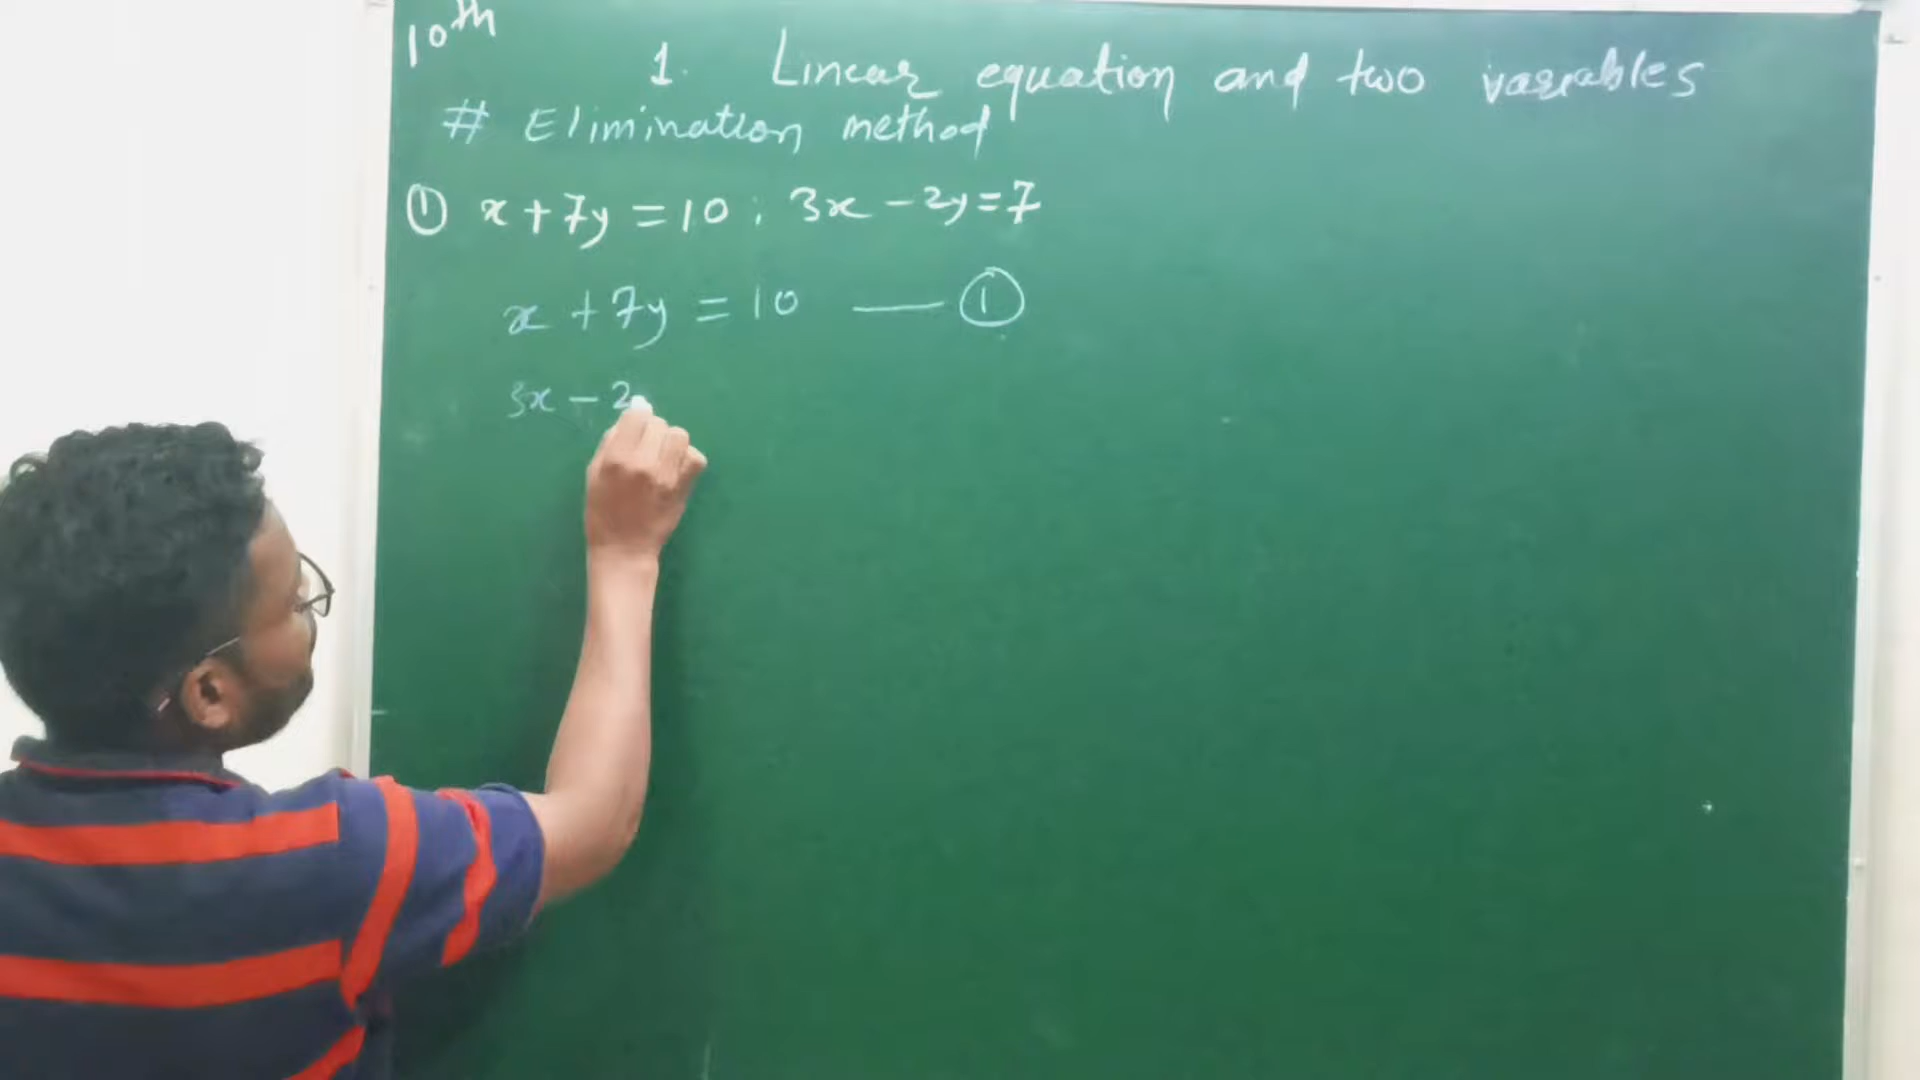 10th
1. Linear equation and two variables
# Elimination method
① x + 7y = 10 ; 3x - 2y = 7
x + 7y = 10 —— ①
3x - 2